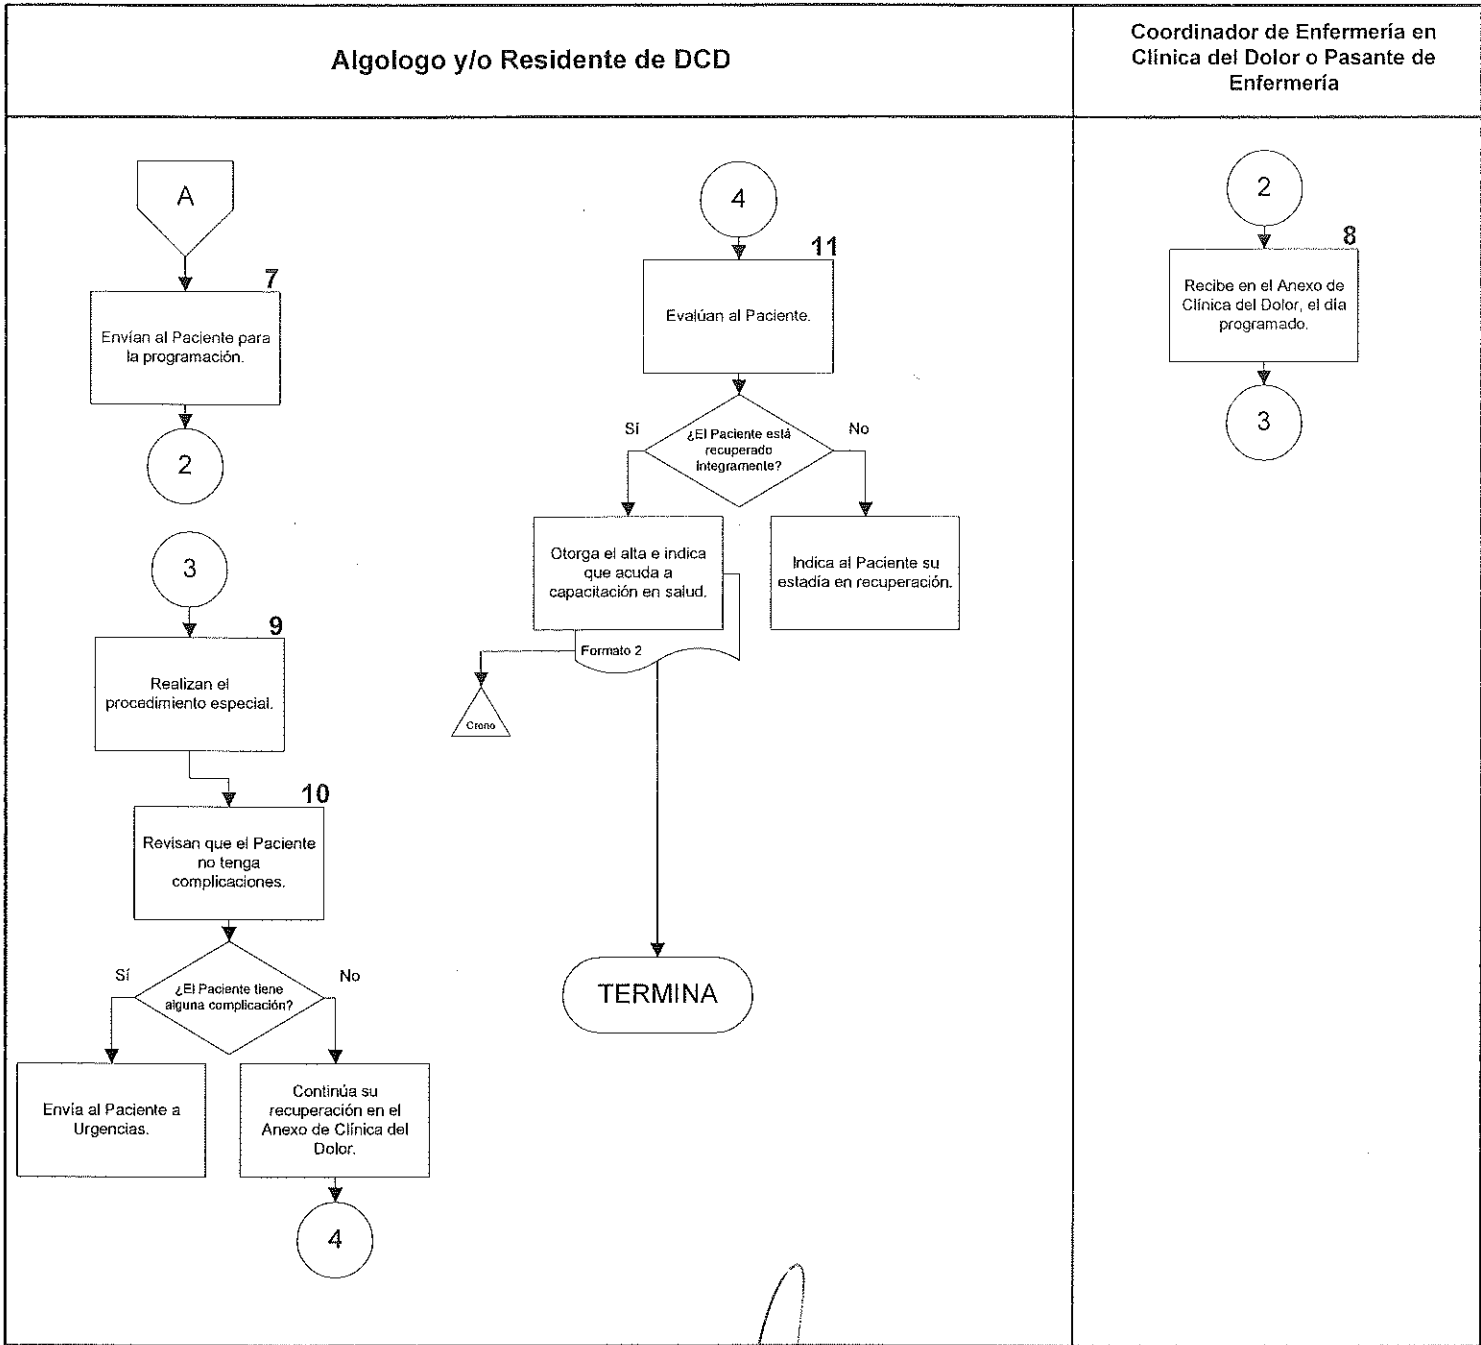 Algologo y/o Residente de DCD
Coordinador de Enfermería en
Clínica del Dolor o Pasante de
Enfermería
A
7
Envían al Paciente para
la programación.
2
3
9
Realizan el
procedimiento especial.
10
Revisan que el Paciente
no tenga
complicaciones.
Sí
¿El Paciente tiene
alguna complicación?
No
Envía al Paciente a
Urgencias.
Continúa su
recuperación en el
Anexo de Clínica del
Dolor.
4
4
11
Evalúan al Paciente.
Sí
¿El Paciente está
recuperado
íntegramente?
No
Otorga el alta e indica
que acuda a
capacitación en salud.
Indica al Paciente su
estadía en recuperación.
Formato 2
Crono
TERMINA
2
8
Recibe en el Anexo de
Clínica del Dolor, el día
programado.
3